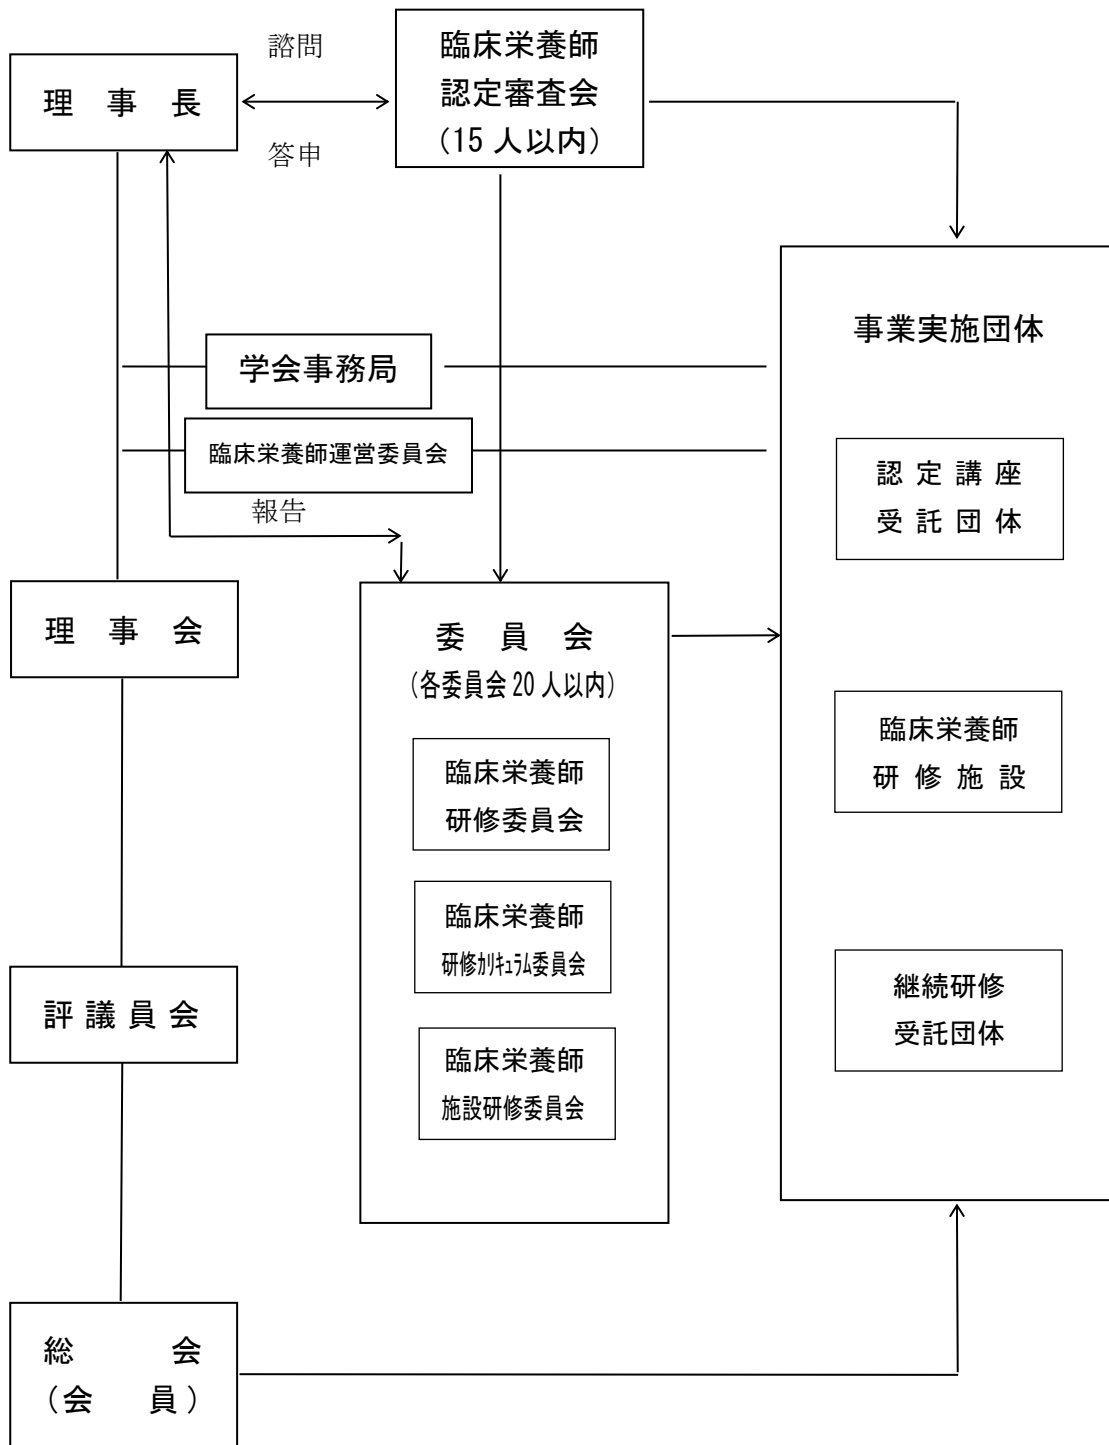 諮問
臨床栄養師
認定審査会
(15 人以内)
理 事 長
答申
事業実施団体
学会事務局
臨床栄養師運営委員会
認 定 講 座
受 託 団 体
報告
理 事 会
委 員 会
(各委員会 20 人以内)
臨床栄養師
研修委員会
臨床栄養師
研修カリキュラム委員会
臨床栄養師
施設研修委員会
臨床栄養師
研 修 施 設
継続研修
受託団体
評 議 員 会
総 会
(会 員)